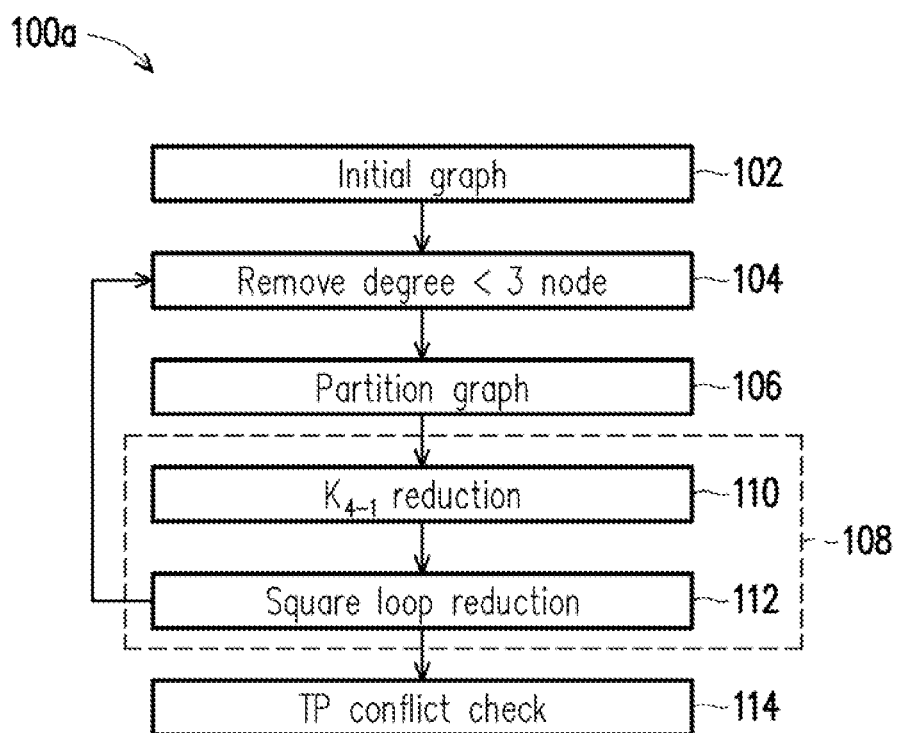 100a
Initial graph
102
Remove degree < 3 node
104
Partition graph
106
K4-1 reduction
110
108
Square loop reduction
112
TP conflict check
114